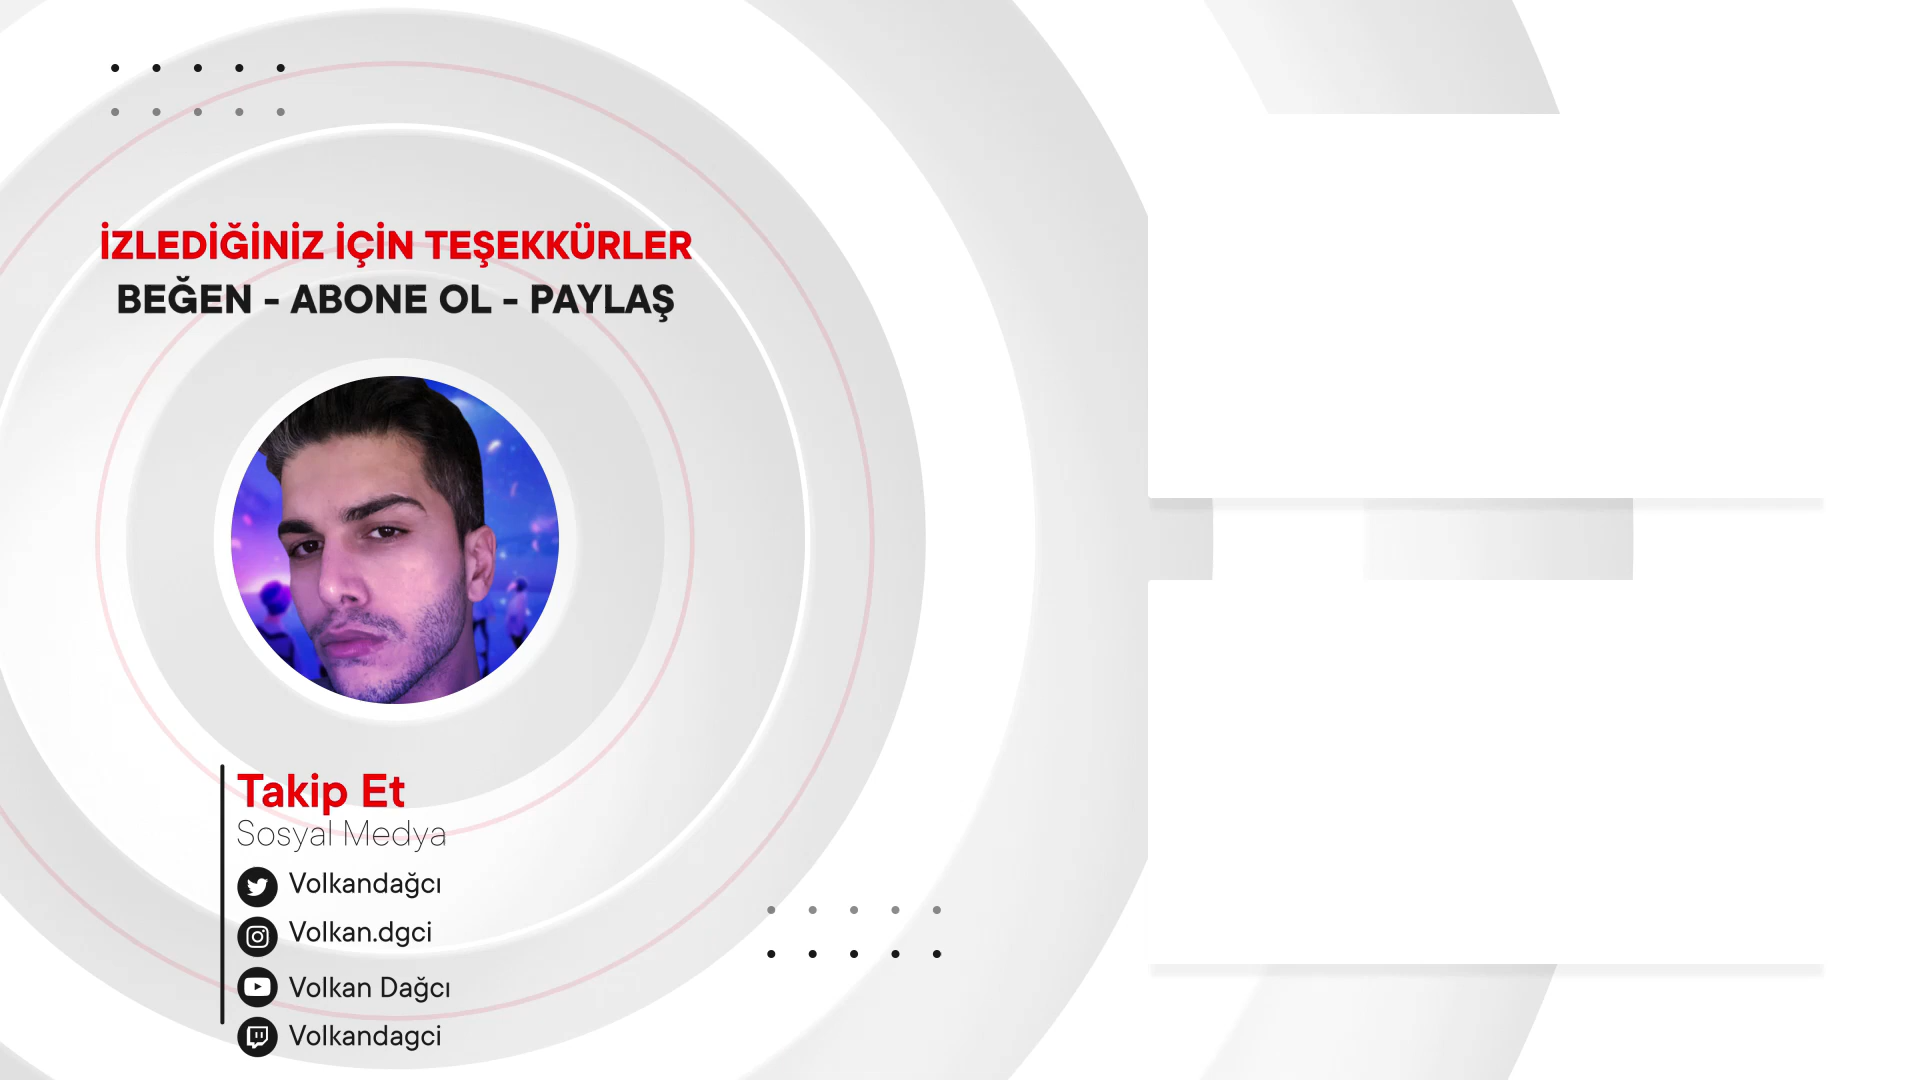 İZLEDİĞİNİZ İÇİN TEŞEKKÜRLER
BEĞEN - ABONE OL - PAYLAŞ
Takip Et
Sosyal Medya
Volkandağcı
Volkan.dgci
Volkan Dağcı
Volkandagci